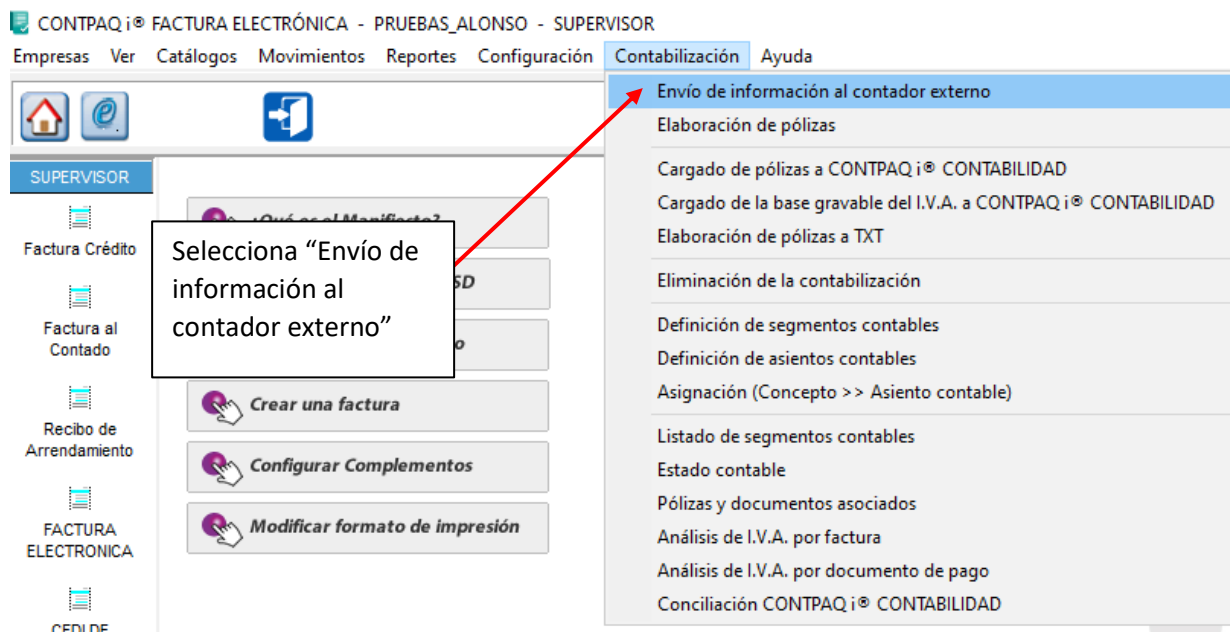 CONTPAQ i® FACTURA ELECTRÓNICA - PRUEBAS_ALONSO - SUPERVISOR
Empresas Ver Catálogos Movimientos Reportes Configuración Contabilización Ayuda
SUPERVISOR
Factura Crédito
Factura al
Contado
Recibo de
Arrendamiento
FACTURA
ELECTRONICA
¿Qué es el Manifiesto?
SD
o
Crear una factura
Configurar Complementos
Modificar formato de impresión
Selecciona “Envío de
información al
contador externo”
Envío de información al contador externo
Elaboración de pólizas
Cargado de pólizas a CONTPAQ i® CONTABILIDAD
Cargado de la base gravable del I.V.A. a CONTPAQ i® CONTABILIDAD
Elaboración de pólizas a TXT
Eliminación de la contabilización
Definición de segmentos contables
Definición de asientos contables
Asignación (Concepto >> Asiento contable)
Listado de segmentos contables
Estado contable
Pólizas y documentos asociados
Análisis de I.V.A. por factura
Análisis de I.V.A. por documento de pago
Conciliación CONTPAQ i® CONTABILIDAD